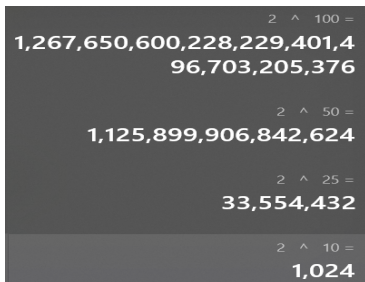 2 ^ 100 =
1,267,650,600,228,229,401,4
96,703,205,376
2 ^ 50 =
1,125,899,906,842,624
2 ^ 25 =
33,554,432
2 ^ 10 =
1,024